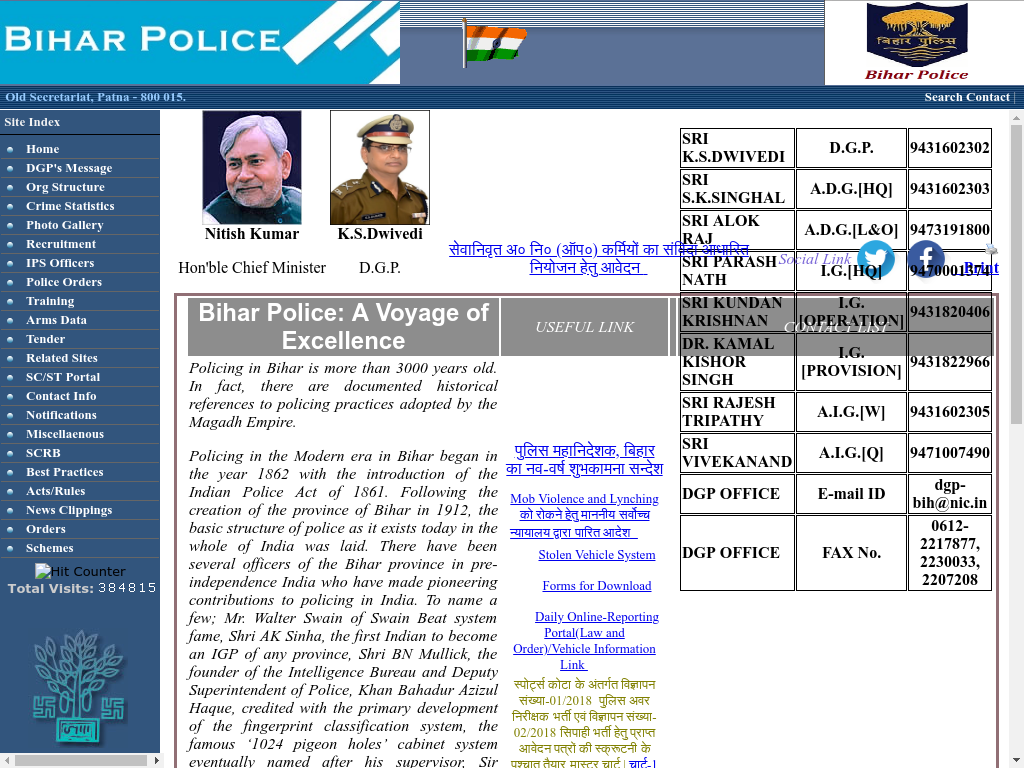 BIHAR POLICE
बिहार पुलिस
Bihar Police
Old Secretariat, Patna - 800 015.
Search Contact |
Site Index
Home
DGP's Message
Org Structure
Crime Statistics
Photo Gallery
Recruitment
IPS Officers
Police Orders
Training
Arms Data
Tender
Related Sites
SC/ST Portal
Contact Info
Notifications
Miscellaenous
SCRB
Best Practices
Acts/Rules
News Clippings
Orders
Schemes
Hit Counter
Total Visits: 384815
Nitish Kumar
K.S.Dwivedi
Hon'ble Chief Minister
D.G.P.
सेवानिवृत अ० नि० (ऑप०) कर्मियों का संविदा आधारित
नियोजन हेतु आवेदन
Social Link
Print
Bihar Police: A Voyage of
Excellence
USEFUL LINK
CONTACT LIST
Policing in Bihar is more than 3000 years old.
In fact, there are documented historical
references to policing practices adopted by the
Magadh Empire.
Policing in the Modern era in Bihar began in
the year 1862 with the introduction of the
Indian Police Act of 1861. Following the
creation of the province of Bihar in 1912, the
basic structure of police as it exists today in the
whole of India was laid. There have been
several officers of the Bihar province in pre-
independence India who have made pioneering
contributions to policing in India. To name a
few; Mr. Walter Swain of Swain Beat system
fame, Shri AK Sinha, the first Indian to become
an IGP of any province, Shri BN Mullick, the
founder of the Intelligence Bureau and Deputy
Superintendent of Police, Khan Bahadur Azizul
Haque, credited with the primary development
of the fingerprint classification system, the
famous ‘1024 pigeon holes’ cabinet system
eventually named after his supervisor, Sir
पुलिस महानिदेशक, बिहार
का नव-वर्ष शुभकामना सन्देश
Mob Violence and Lynching
को रोकने हेतु माननीय सर्वोच्च
न्यायालय द्वारा पारित आदेश
Stolen Vehicle System
Forms for Download
Daily Online-Reporting
Portal(Law and
Order)/Vehicle Information
Link
स्पोर्ट्स कोटा के अंतर्गत विज्ञापन
संख्या-01/2018 पुलिस अवर
निरीक्षक भर्ती एवं विज्ञापन संख्या-
02/2018 सिपाही भर्ती हेतु प्राप्त
आवेदन पत्रों की स्क्रूटनी के
पश्चात तैयार मास्टर चार्ट | चार्ट-1
SRI K.S.DWIVEDI D.G.P. 9431602302
SRI S.K.SINGHAL A.D.G.[HQ] 9431602303
SRI ALOK RAJ A.D.G.[L&O] 9473191800
SRI PARASH NATH I.G.[HQ] 9470001374
SRI KUNDAN KRISHNAN I.G. [OPERATION] 9431820406
DR. KAMAL KISHOR SINGH I.G. [PROVISION] 9431822966
SRI RAJESH TRIPATHY A.I.G.[W] 9431602305
SRI VIVEKANAND A.I.G.[Q] 9471007490
DGP OFFICE E-mail ID dgp-bih@nic.in
DGP OFFICE FAX No. 0612-2217877, 2230033, 2207208